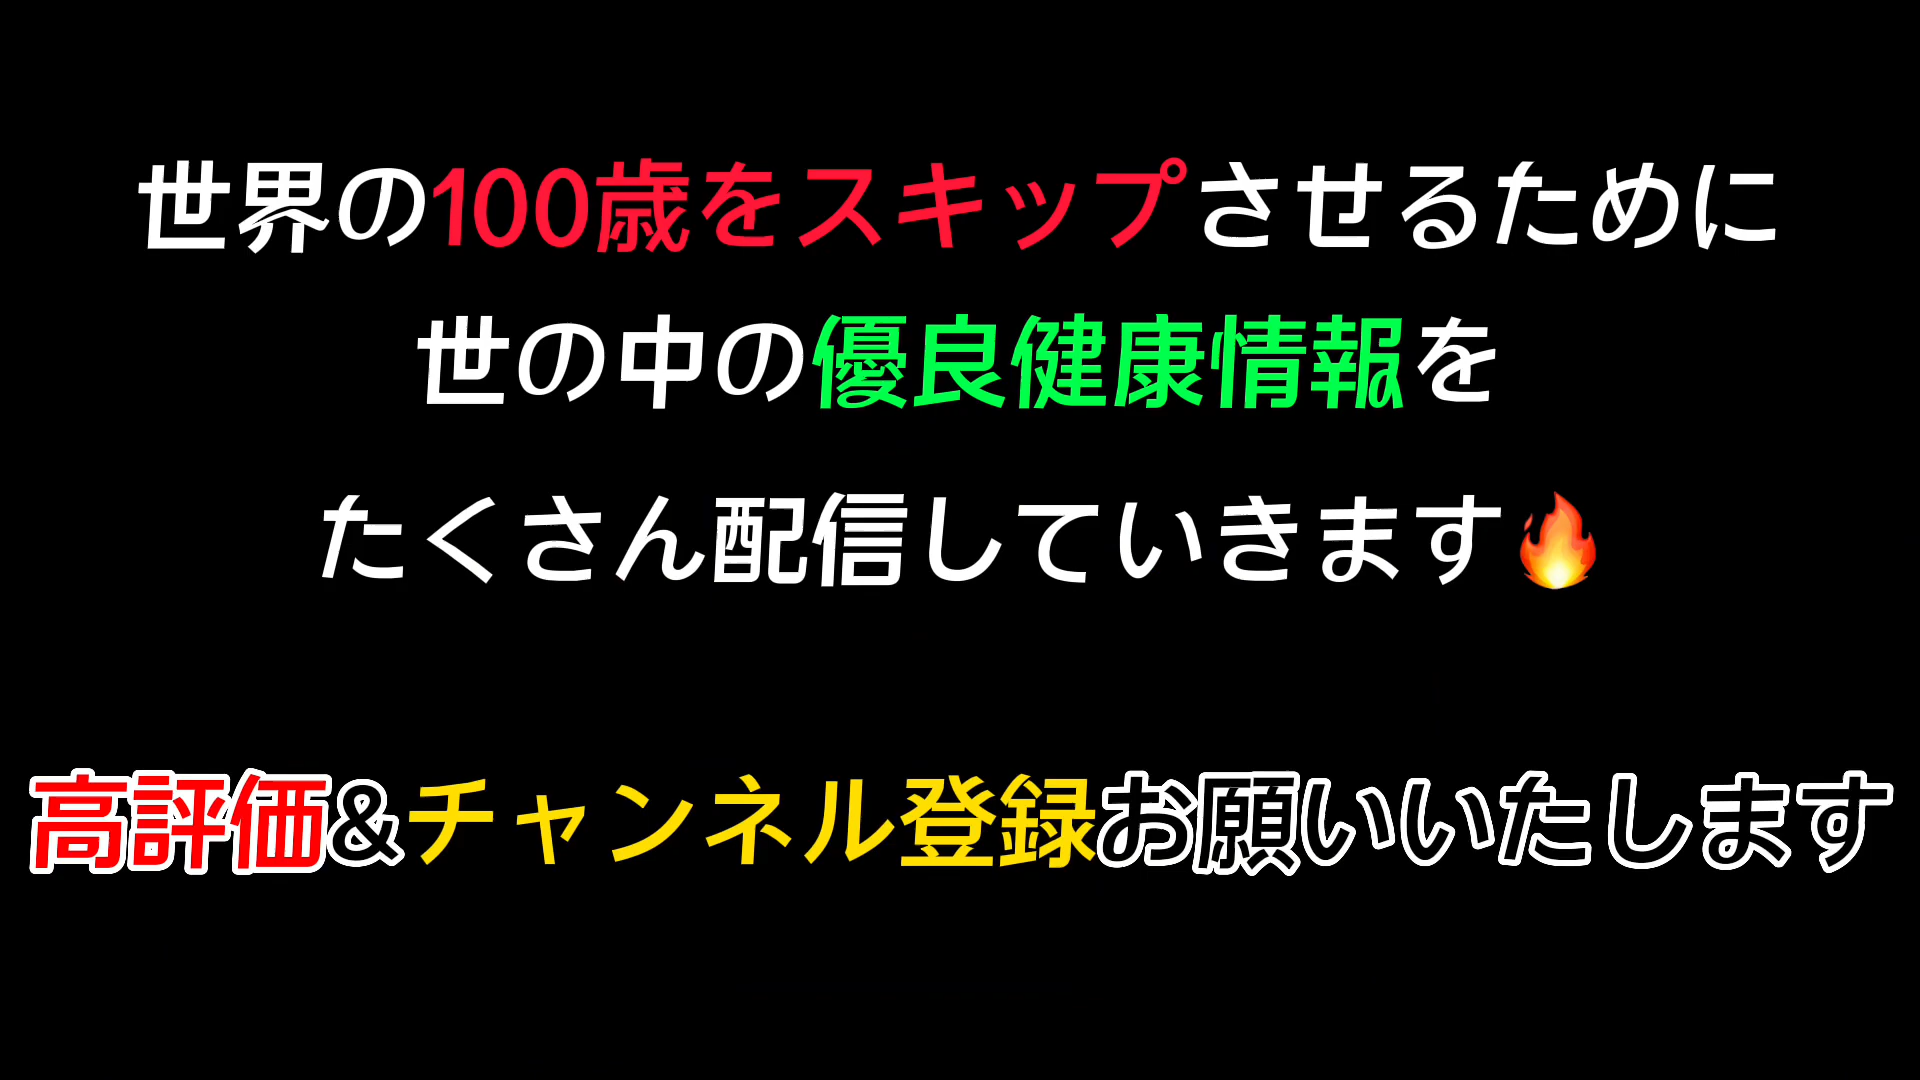 世界の100歳をスキップさせるために
世の中の優良健康情報を
たくさん配信していきます🔥
高評価&チャンネル登録お願いいたします